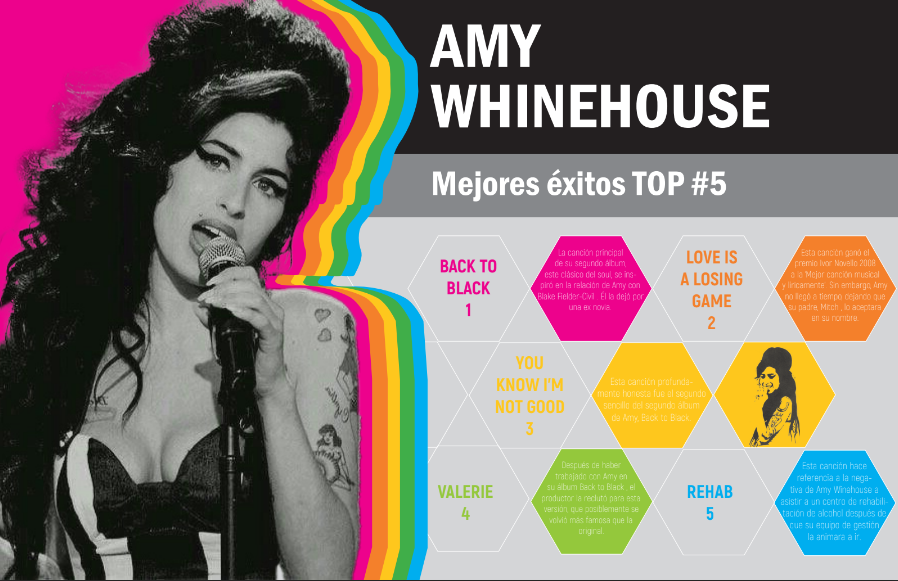 AMY
WHINEHOUSE
Mejores éxitos TOP #5
BACK TO
BLACK
1
La canción principal
de su segundo álbum,
este clásico del soul, se ins-
piró en la relación de Amy con
Blake Fielder-Civil . Él la dejó por
una ex novia.
LOVE IS
A LOSING
GAME
2
Esta canción ganó el
premio Ivor Novello 2008
a la 'Mejor canción musical
y líricamente'. Sin embargo, Amy
no llegó a tiempo dejando que
su padre, Mitch , lo aceptara
en su nombre.
YOU
KNOW I'M
NOT GOOD
3
Esta canción profunda-
mente honesta fue el segundo
sencillo del segundo álbum
de Amy, Back to Black.
VALERIE
4
Después de haber
trabajado con Amy en
su álbum Back to Black , el
productor la reclutó para esta
versión, que posiblemente se
volvió más famosa que la
original.
REHAB
5
Esta canción hace
referencia a la nega-
tiva de Amy Winehouse a
asistir a un centro de rehabili-
tación de alcohol después de
que su equipo de gestión
la animara a ir.